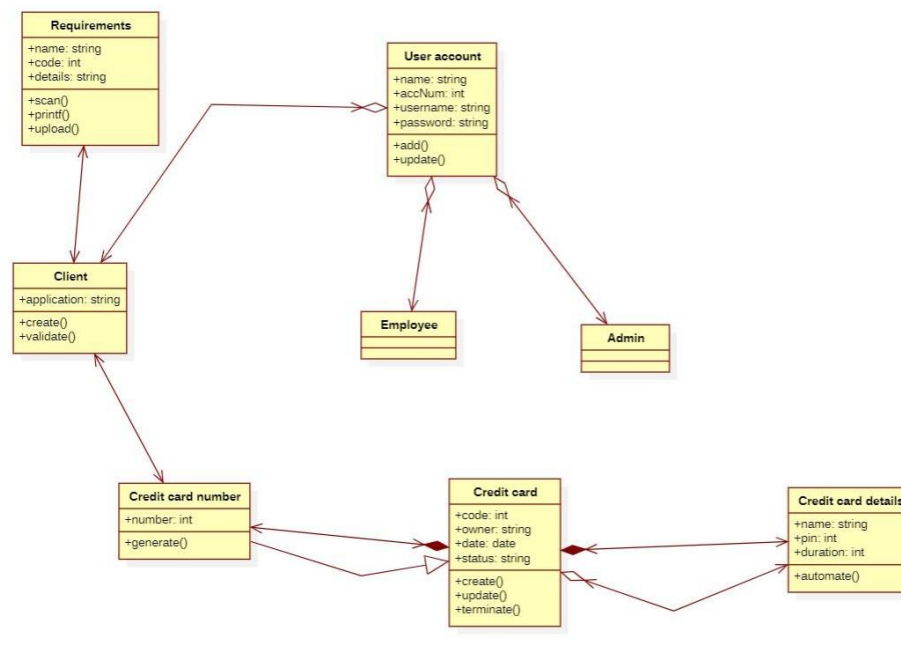 Requirements
+name: string
+code: int
+details: string
+scan()
+printf()
+upload()
User account
+name: string
+accNum: int
+username: string
+password: string
+add()
+update()
Client
+application: string
+create()
+validate()
Employee
Admin
Credit card number
+number: int
+generate()
Credit card
+code: int
+owner: string
+date: date
+status: string
+create()
+update()
+terminate()
Credit card details
+name: string
+pin: int
+duration: int
+automate()